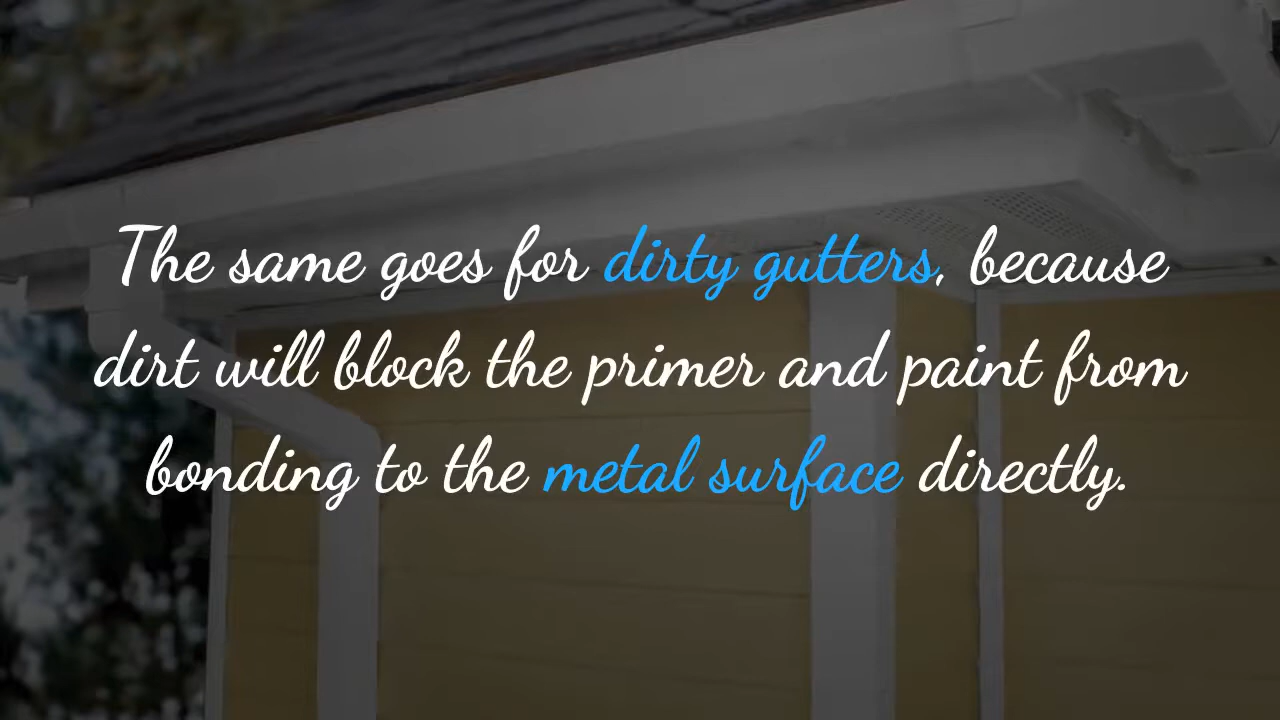 The same goes for dirty gutters, because
dirt will block the primer and paint from
bonding to the metal surface directly.